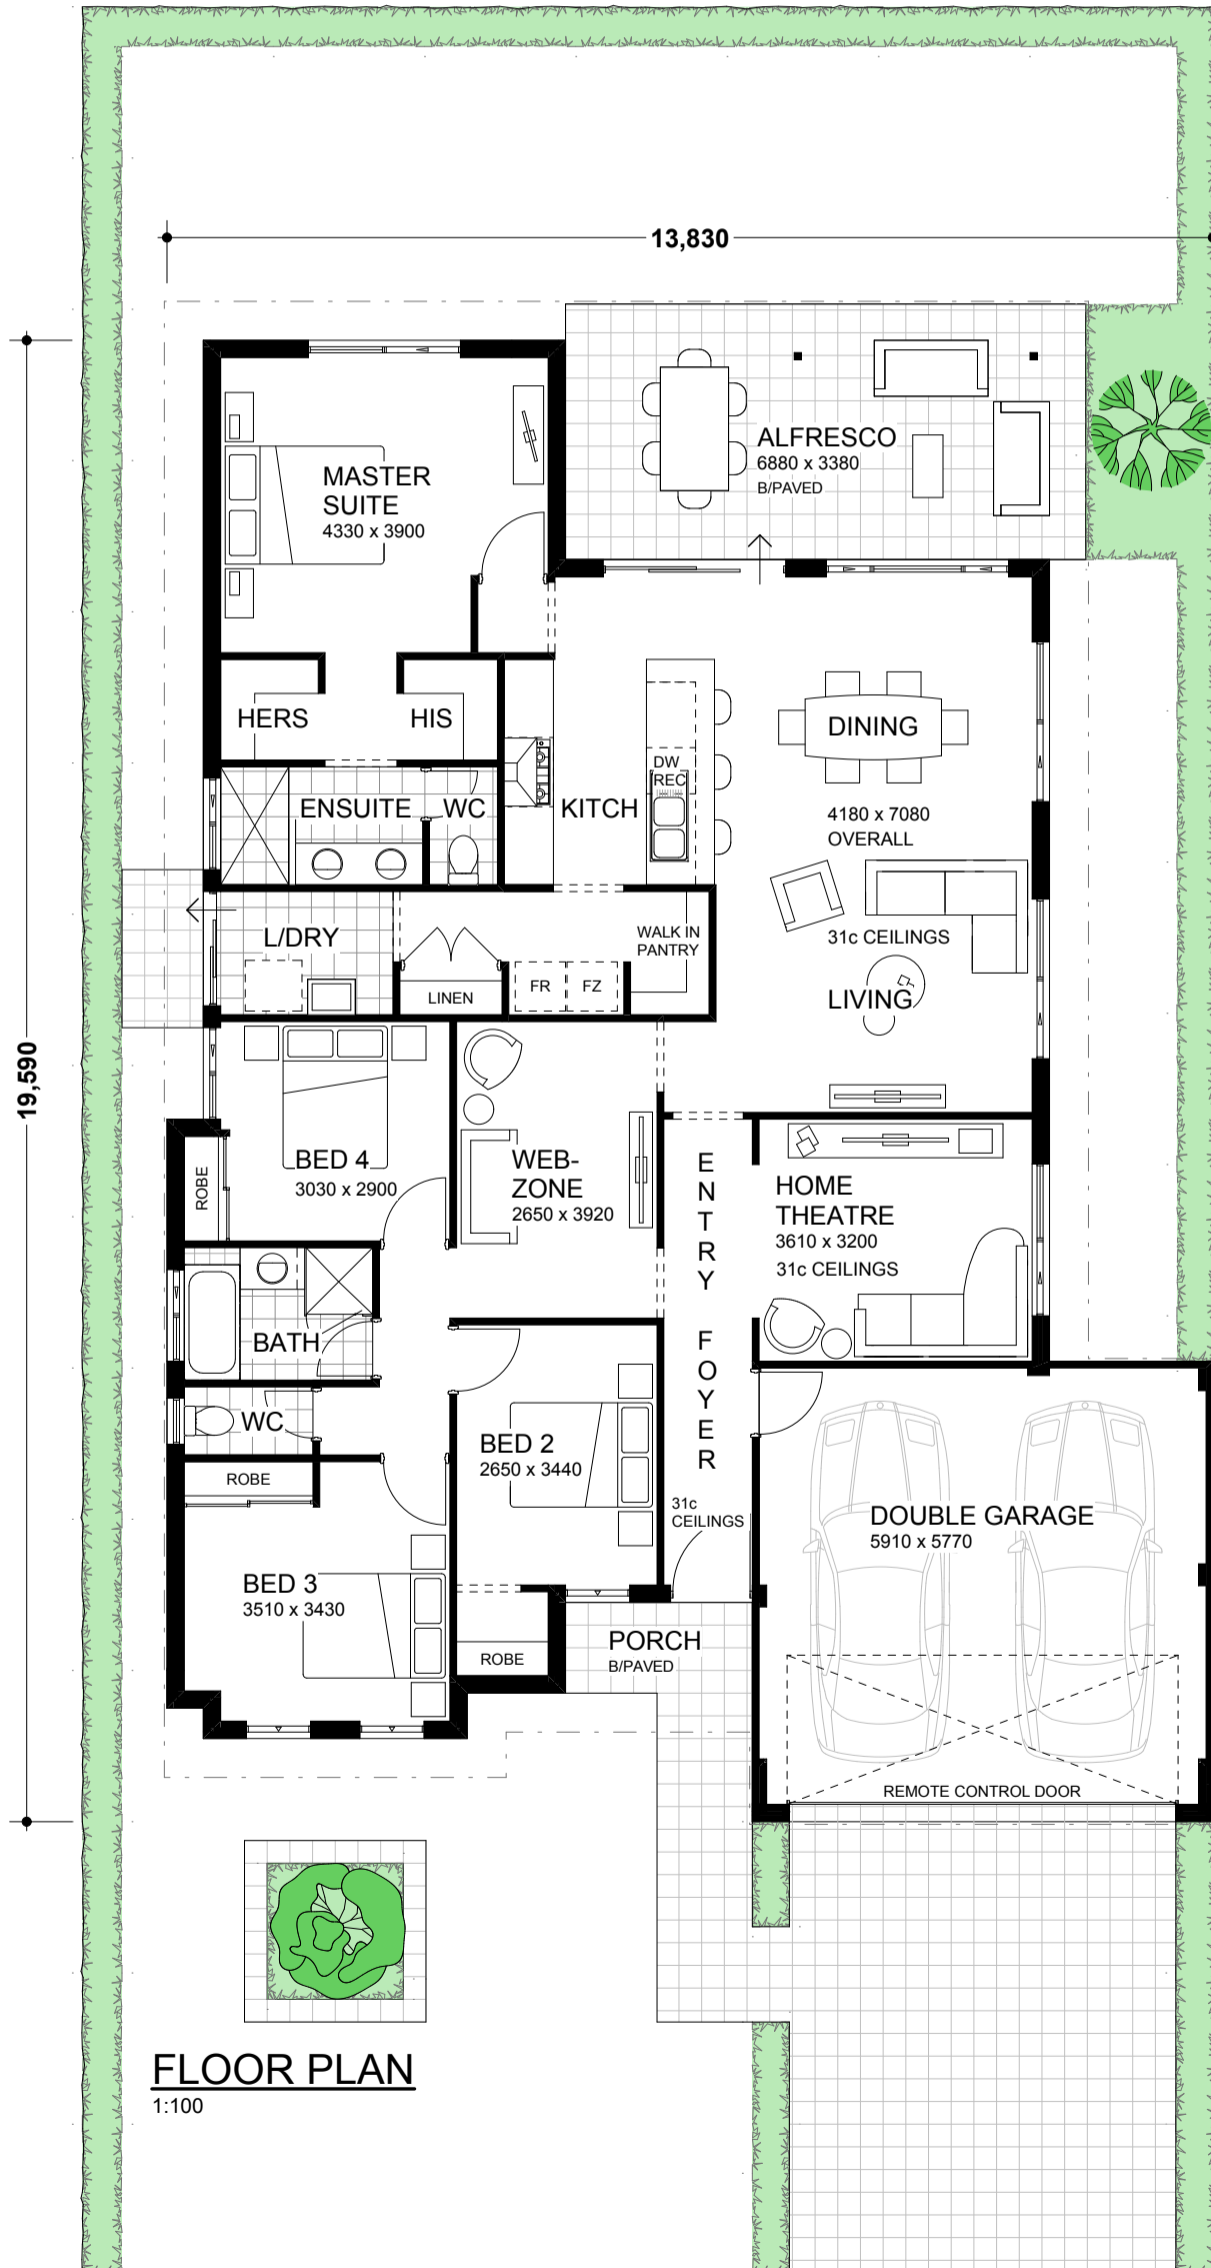 13,830
ALFRESCO
6880 x 3380
B/PAVED
MASTER
SUITE
4330 x 3900
HERS
HIS
DINING
DW
REC
ENSUITE
WC
KITCH
4180 x 7080
OVERALL
L/DRY
WALK IN
PANTRY
31c CEILINGS
LINEN
FR
FZ
LIVING
19,590
BED 4
3030 x 2900
ROBE
WEB-
ZONE
2650 x 3920
ENTRY FOYER
HOME
THEATRE
3610 x 3200
31c CEILINGS
BATH
WC
BED 2
2650 x 3440
ROBE
31c
CEILINGS
DOUBLE GARAGE
5910 x 5770
BED 3
3510 x 3430
PORCH
B/PAVED
ROBE
REMOTE CONTROL DOOR
FLOOR PLAN
1:100